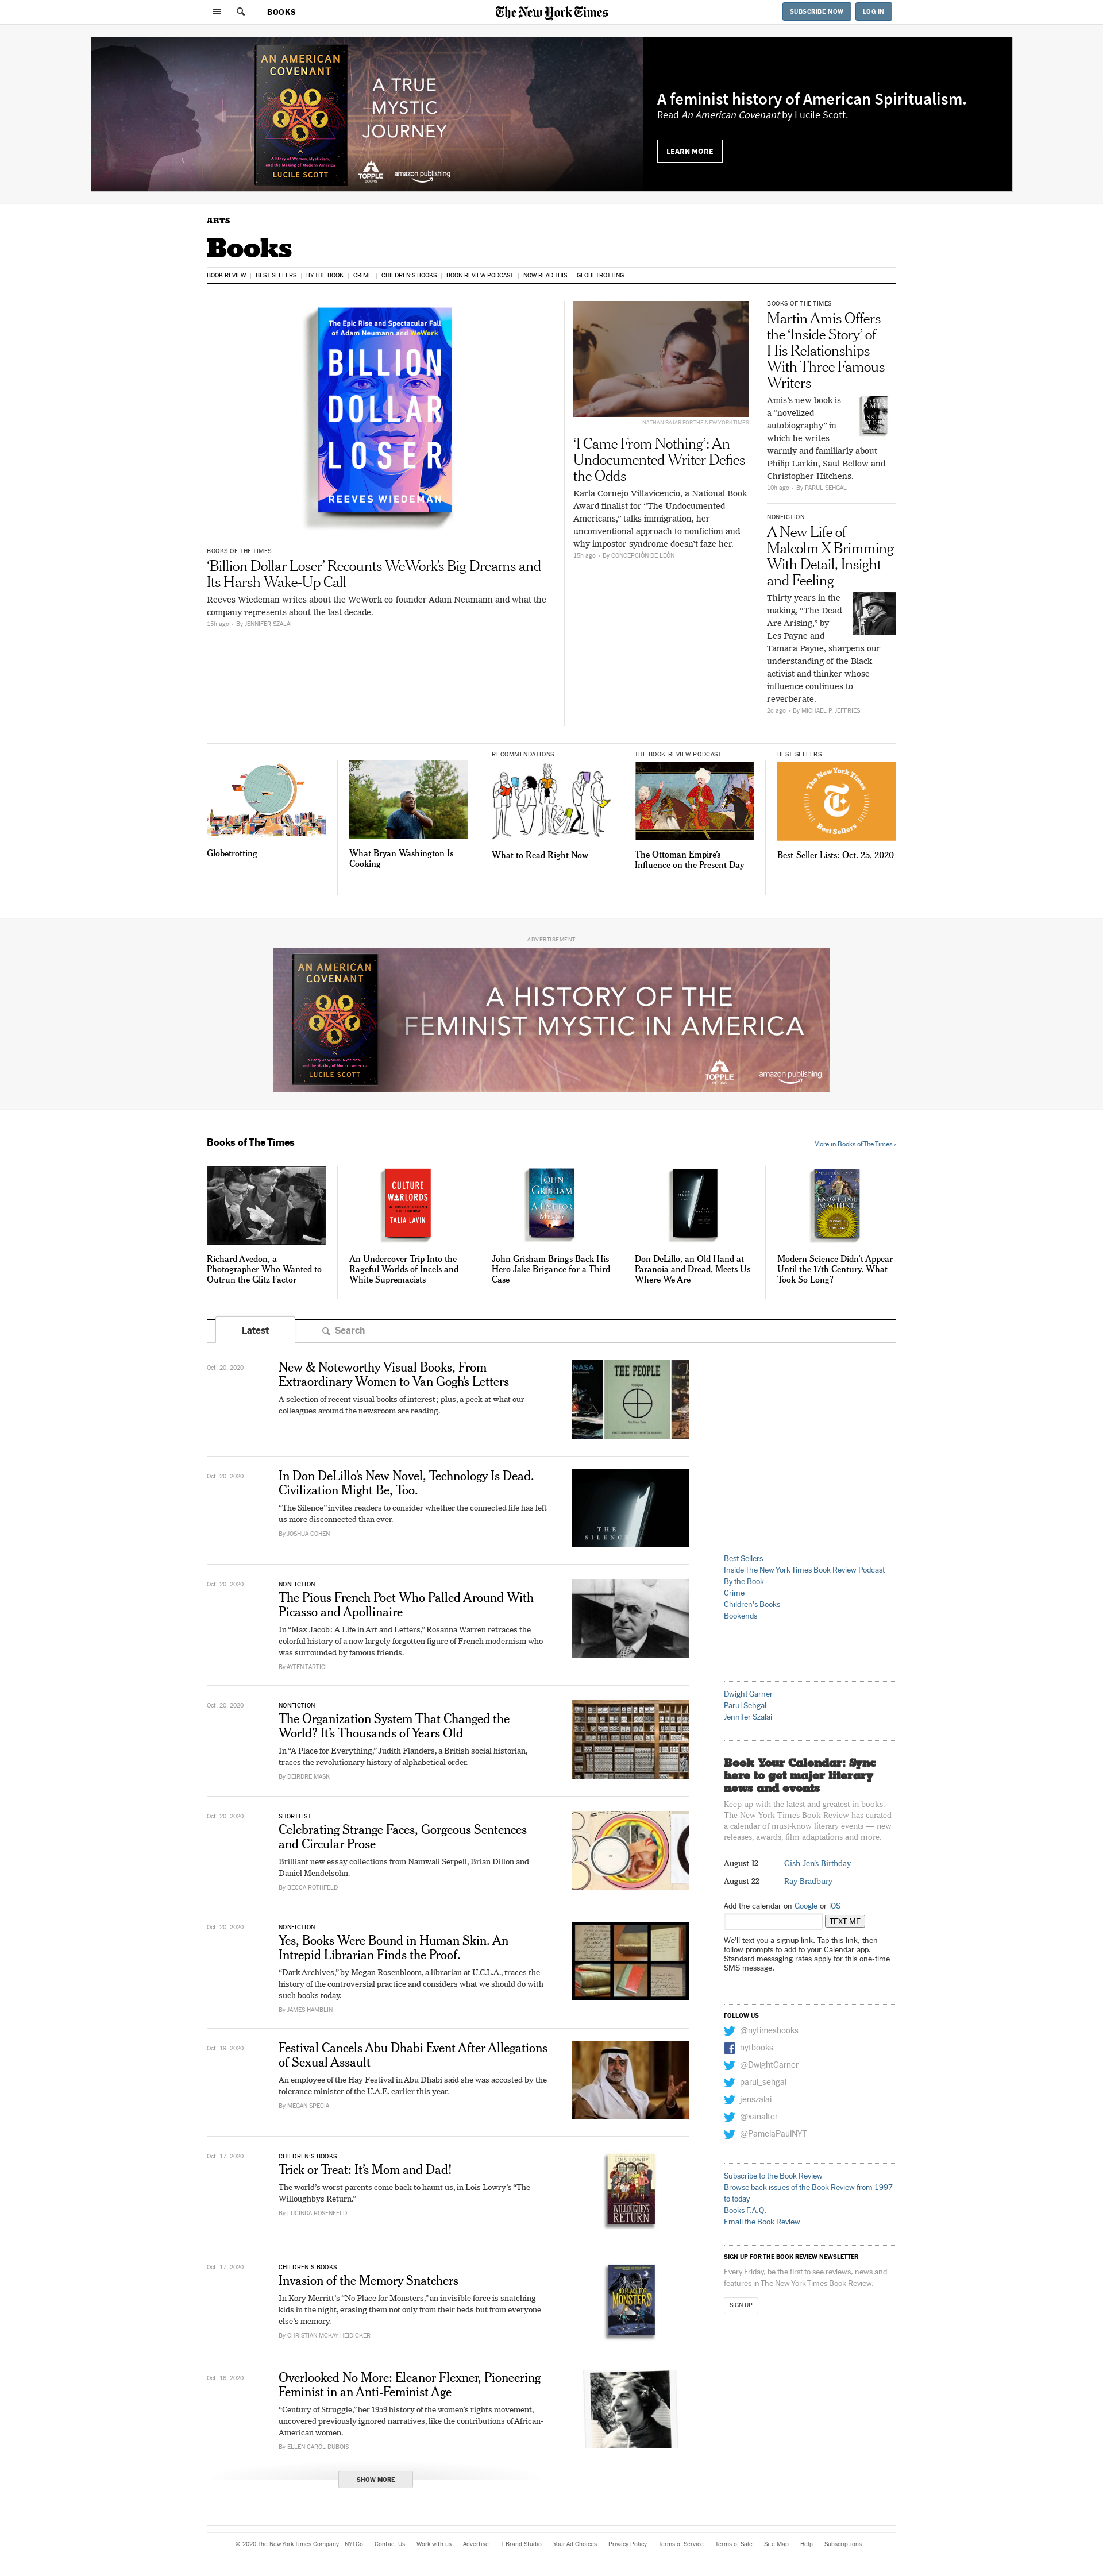 BOOKS
The New York Times
SUBSCRIBE NOW
LOG IN
AN AMERICAN
COVENANT
A Story of Women, Mysticism,
and the Making of Modern America
LUCILE SCOTT
A TRUE
MYSTIC
JOURNEY
TOPPLE
BOOKS
amazon publishing
A feminist history of American Spiritualism.
Read An American Covenant by Lucile Scott.
LEARN MORE
ARTS
Books
BOOK REVIEW
BEST SELLERS
BY THE BOOK
CRIME
CHILDREN'S BOOKS
BOOK REVIEW PODCAST
NOW READ THIS
GLOBETROTTING
The Epic Rise and Spectacular Fall
of Adam Neumann and WeWork
BILLION
DOLLAR
LOSER
REEVES WIEDEMAN
BOOKS OF THE TIMES
‘Billion Dollar Loser’ Recounts WeWork’s Big Dreams and
Its Harsh Wake-Up Call
Reeves Wiedeman writes about the WeWork co-founder Adam Neumann and what the
company represents about the last decade.
15h ago • By JENNIFER SZALAI
NATHAN BAJAR FOR THE NEW YORK TIMES
‘I Came From Nothing’: An
Undocumented Writer Defies
the Odds
Karla Cornejo Villavicencio, a National Book
Award finalist for “The Undocumented
Americans,” talks immigration, her
unconventional approach to nonfiction and
why impostor syndrome doesn’t faze her.
15h ago • By CONCEPCIÓN DE LEÓN
BOOKS OF THE TIMES
Martin Amis Offers
the ‘Inside Story’ of
His Relationships
With Three Famous
Writers
Amis’s new book is
a “novelized
autobiography” in
which he writes
warmly and familiarly about
Philip Larkin, Saul Bellow and
Christopher Hitchens.
10h ago • By PARUL SEHGAL
NONFICTION
A New Life of
Malcolm X Brimming
With Detail, Insight
and Feeling
Thirty years in the
making, “The Dead
Are Arising,” by
Les Payne and
Tamara Payne, sharpens our
understanding of the Black
activist and thinker whose
influence continues to
reverberate.
2d ago • By MICHAEL P. JEFFRIES
Globetrotting
What Bryan Washington Is
Cooking
RECOMMENDATIONS
What to Read Right Now
THE BOOK REVIEW PODCAST
The Ottoman Empire’s
Influence on the Present Day
BEST SELLERS
The New York Times
Best Sellers
Best-Seller Lists: Oct. 25, 2020
ADVERTISEMENT
AN AMERICAN
COVENANT
A Story of Women, Mysticism,
and the Making of Modern America
LUCILE SCOTT
A HISTORY OF THE
FEMINIST MYSTIC IN AMERICA
TOPPLE
BOOKS
amazon publishing
Books of The Times
More in Books of The Times ›
Richard Avedon, a
Photographer Who Wanted to
Outrun the Glitz Factor
CULTURE
WARLORDS
TALIA LAVIN
An Undercover Trip Into the
Rageful Worlds of Incels and
White Supremacists
JOHN
GRISHAM
John Grisham Brings Back His
Hero Jake Brigance for a Third
Case
Don DeLillo, an Old Hand at
Paranoia and Dread, Meets Us
Where We Are
KNOWLEDGE
MACHINE
Modern Science Didn’t Appear
Until the 17th Century. What
Took So Long?
Latest
Search
Oct. 20, 2020
New & Noteworthy Visual Books, From
Extraordinary Women to Van Gogh’s Letters
A selection of recent visual books of interest; plus, a peek at what our
colleagues around the newsroom are reading.
NASA
THE PEOPLE
Oct. 20, 2020
In Don DeLillo’s New Novel, Technology Is Dead.
Civilization Might Be, Too.
“The Silence” invites readers to consider whether the connected life has left
us more disconnected than ever.
By JOSHUA COHEN
THE
SILENCE
Oct. 20, 2020
NONFICTION
The Pious French Poet Who Palled Around With
Picasso and Apollinaire
In “Max Jacob: A Life in Art and Letters,” Rosanna Warren retraces the
colorful history of a now largely forgotten figure of French modernism who
was surrounded by famous friends.
By AYTEN TARTICI
Oct. 20, 2020
NONFICTION
The Organization System That Changed the
World? It’s Thousands of Years Old
In “A Place for Everything,” Judith Flanders, a British social historian,
traces the revolutionary history of alphabetical order.
By DEIRDRE MASK
Oct. 20, 2020
SHORTLIST
Celebrating Strange Faces, Gorgeous Sentences
and Circular Prose
Brilliant new essay collections from Namwali Serpell, Brian Dillon and
Daniel Mendelsohn.
By BECCA ROTHFELD
Oct. 20, 2020
NONFICTION
Yes, Books Were Bound in Human Skin. An
Intrepid Librarian Finds the Proof.
“Dark Archives,” by Megan Rosenbloom, a librarian at U.C.L.A., traces the
history of the controversial practice and considers what we should do with
such books today.
By JAMES HAMBLIN
Oct. 19, 2020
Festival Cancels Abu Dhabi Event After Allegations
of Sexual Assault
An employee of the Hay Festival in Abu Dhabi said she was accosted by the
tolerance minister of the U.A.E. earlier this year.
By MEGAN SPECIA
Oct. 17, 2020
CHILDREN'S BOOKS
Trick or Treat: It’s Mom and Dad!
The world’s worst parents come back to haunt us, in Lois Lowry’s “The
Willoughbys Return.”
By LUCINDA ROSENFELD
LOIS LOWRY
WILLOUGHBYS
RETURN
Oct. 17, 2020
CHILDREN'S BOOKS
Invasion of the Memory Snatchers
In Kory Merritt’s “No Place for Monsters,” an invisible force is snatching
kids in the night, erasing them not only from their beds but from everyone
else’s memory.
By CHRISTIAN MCKAY HEIDICKER
NO PLACE FOR
MONSTERS
Oct. 16, 2020
Overlooked No More: Eleanor Flexner, Pioneering
Feminist in an Anti-Feminist Age
“Century of Struggle,” her 1959 history of the women’s rights movement,
uncovered previously ignored narratives, like the contributions of African-
American women.
By ELLEN CAROL DUBOIS
SHOW MORE
Best Sellers
Inside The New York Times Book Review Podcast
By the Book
Crime
Children's Books
Bookends
Dwight Garner
Parul Sehgal
Jennifer Szalai
Book Your Calendar: Sync
here to get major literary
news and events
Keep up with the latest and greatest in books.
The New York Times Book Review has curated
a calendar of must-know literary events — new
releases, awards, film adaptations and more.
August 12 Gish Jen's Birthday
August 22 Ray Bradbury
Add the calendar on Google or iOS
TEXT ME
We'll text you a signup link. Tap this link, then
follow prompts to add to your Calendar app.
Standard messaging rates apply for this one-time
SMS message.
FOLLOW US
@nytimesbooks
nytbooks
@DwightGarner
parul_sehgal
jenszalai
@xanalter
@PamelaPaulNYT
Subscribe to the Book Review
Browse back issues of the Book Review from 1997
to today
Books F.A.Q.
Email the Book Review
SIGN UP FOR THE BOOK REVIEW NEWSLETTER
Every Friday, be the first to see reviews, news and
features in The New York Times Book Review.
SIGN UP
© 2020 The New York Times Company
NYTCo
Contact Us
Work with us
Advertise
T Brand Studio
Your Ad Choices
Privacy Policy
Terms of Service
Terms of Sale
Site Map
Help
Subscriptions